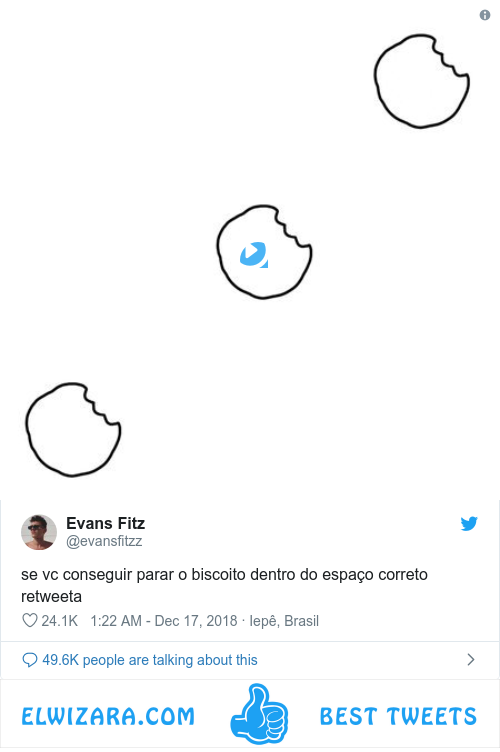 Evans Fitz
@evansfitzz
se vc conseguir parar o biscoito dentro do espaço correto
retweeta
24.1K 1:22 AM - Dec 17, 2018 · Iepê, Brasil
49.6K people are talking about this
ELWIZARA.COM BEST TWEETS